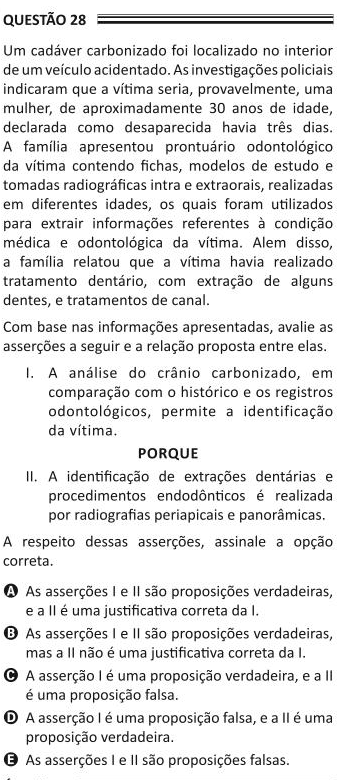 QUESTÃO 28
Um cadáver carbonizado foi localizado no interior
de um veículo acidentado. As investigações policiais
indicaram que a vítima seria, provavelmente, uma
mulher, de aproximadamente 30 anos de idade,
declarada como desaparecida havia três dias.
A família apresentou prontuário odontológico
da vítima contendo fichas, modelos de estudo e
tomadas radiográficas intra e extraorais, realizadas
em diferentes idades, os quais foram utilizados
para extrair informações referentes à condição
médica e odontológica da vítima. Alem disso,
a família relatou que a vítima havia realizado
tratamento dentário, com extração de alguns
dentes, e tratamentos de canal.
Com base nas informações apresentadas, avalie as
asserções a seguir e a relação proposta entre elas.
I. A análise do crânio carbonizado, em
comparação com o histórico e os registros
odontológicos, permite a identificação
da vítima.
PORQUE
II. A identificação de extrações dentárias e
procedimentos endodônticos é realizada
por radiografias periapicais e panorâmicas.
A respeito dessas asserções, assinale a opção
correta.
A As asserções I e II são proposições verdadeiras,
e a II é uma justificativa correta da I.
B As asserções I e II são proposições verdadeiras,
mas a II não é uma justificativa correta da I.
C A asserção I é uma proposição verdadeira, e a II
é uma proposição falsa.
D A asserção I é uma proposição falsa, e a II é uma
proposição verdadeira.
E As asserções I e II são proposições falsas.